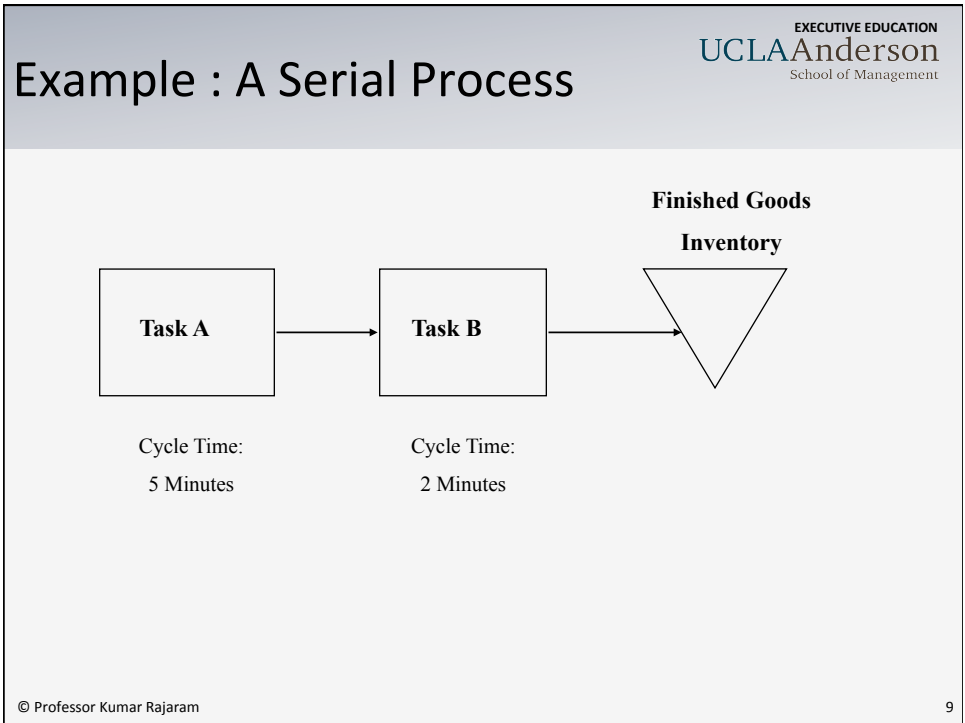 EXECUTIVE EDUCATION
UCLAAnderson
School of Management
Example : A Serial Process
Finished Goods
Inventory
Task A
Task B
Cycle Time:
5 Minutes
Cycle Time:
2 Minutes
© Professor Kumar Rajaram
9